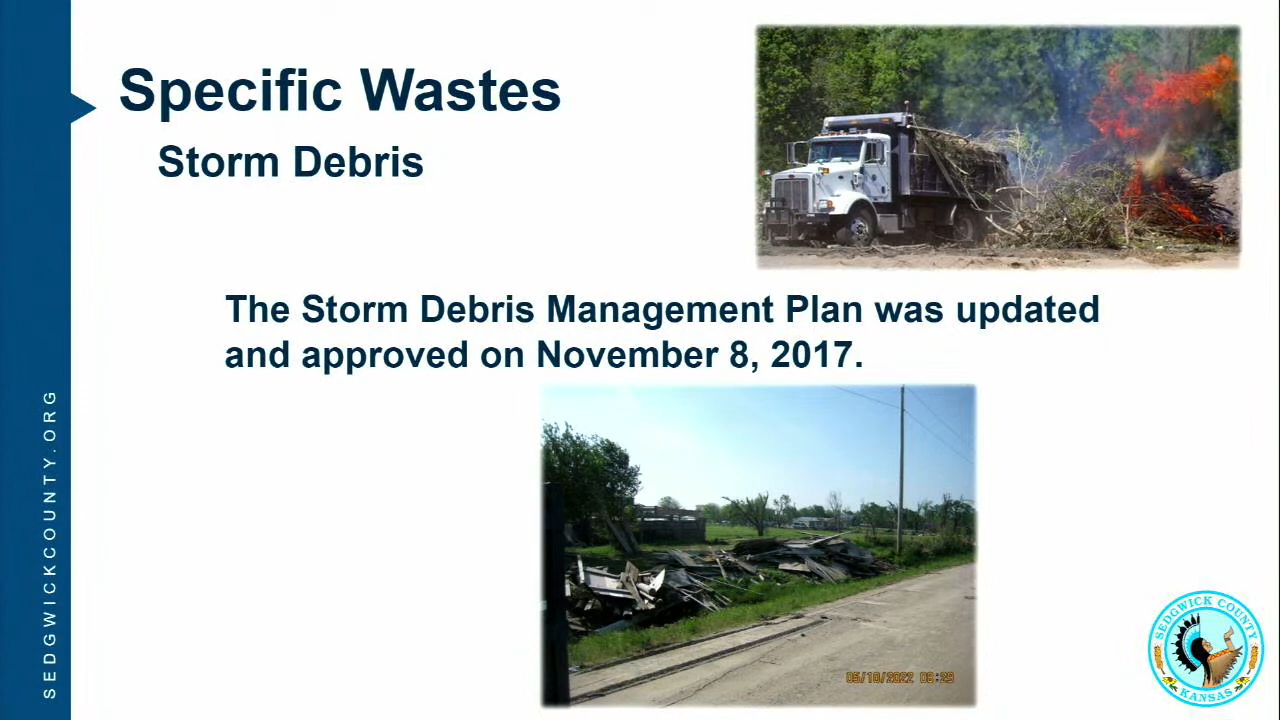 Specific Wastes
Storm Debris
The Storm Debris Management Plan was updated
and approved on November 8, 2017.
SEDGWICKCOUNTY.ORG
05/10/2022 08:29
SEDGWICK COUNTY
KANSAS